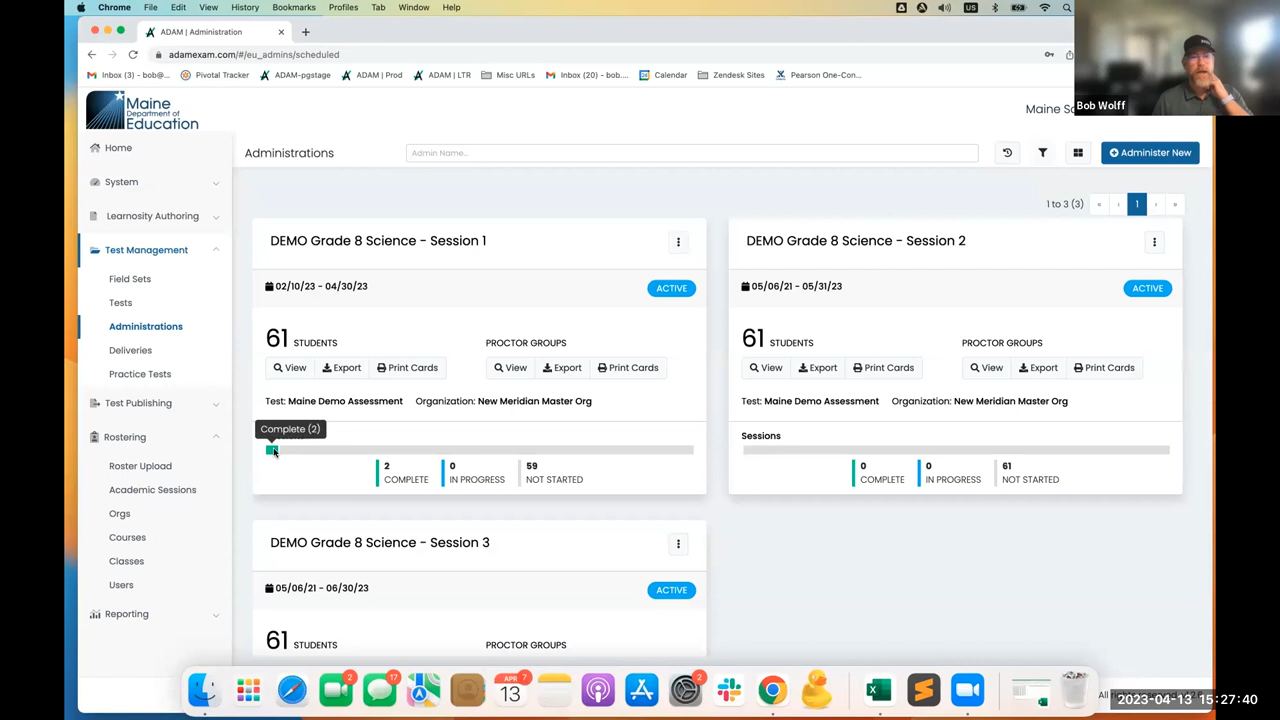 Chrome File Edit View History Bookmarks Profiles Tab Window Help US
ADAM | Administration
adamexam.com/#/eu_admins/scheduled
Inbox (3) - bob@... Pivotal Tracker ADAM-pgstage ADAM | Prod ADAM | LTR Misc URLs Inbox (20) - bob.... Calendar Zendesk Sites Pearson One-Con...
Bob Wolff
Maine
Department of
Education
Maine
Home
System
Learnosity Authoring
Test Management
Field Sets
Tests
Administrations
Deliveries
Practice Tests
Test Publishing
Rostering
Roster Upload
Academic Sessions
Orgs
Courses
Classes
Users
Reporting
Administrations Admin Name... Administer New
1 to 3 (3) « ‹ 1 › »
DEMO Grade 8 Science - Session 1
02/10/23 - 04/30/23 ACTIVE
61 STUDENTS PROCTOR GROUPS
View Export Print Cards View Export Print Cards
Test: Maine Demo Assessment Organization: New Meridian Master Org
Complete (2)
2 COMPLETE 0 IN PROGRESS 59 NOT STARTED
DEMO Grade 8 Science - Session 2
05/06/21 - 05/31/23 ACTIVE
61 STUDENTS PROCTOR GROUPS
View Export Print Cards View Export Print Cards
Test: Maine Demo Assessment Organization: New Meridian Master Org
Sessions
0 COMPLETE 0 IN PROGRESS 61 NOT STARTED
DEMO Grade 8 Science - Session 3
05/06/21 - 06/30/23 ACTIVE
61 STUDENTS PROCTOR GROUPS
2 17 APR 7 13 2
2023-04-13 15:27:40